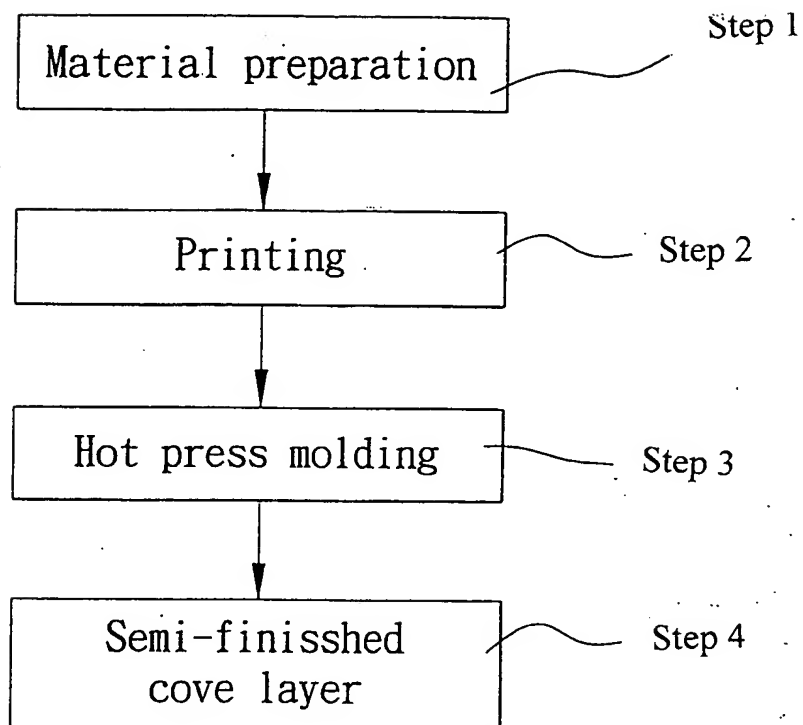 Step 1
Material preparation
Printing
Step 2
Hot press molding
Step 3
Semi-finisshed
cove layer
Step 4